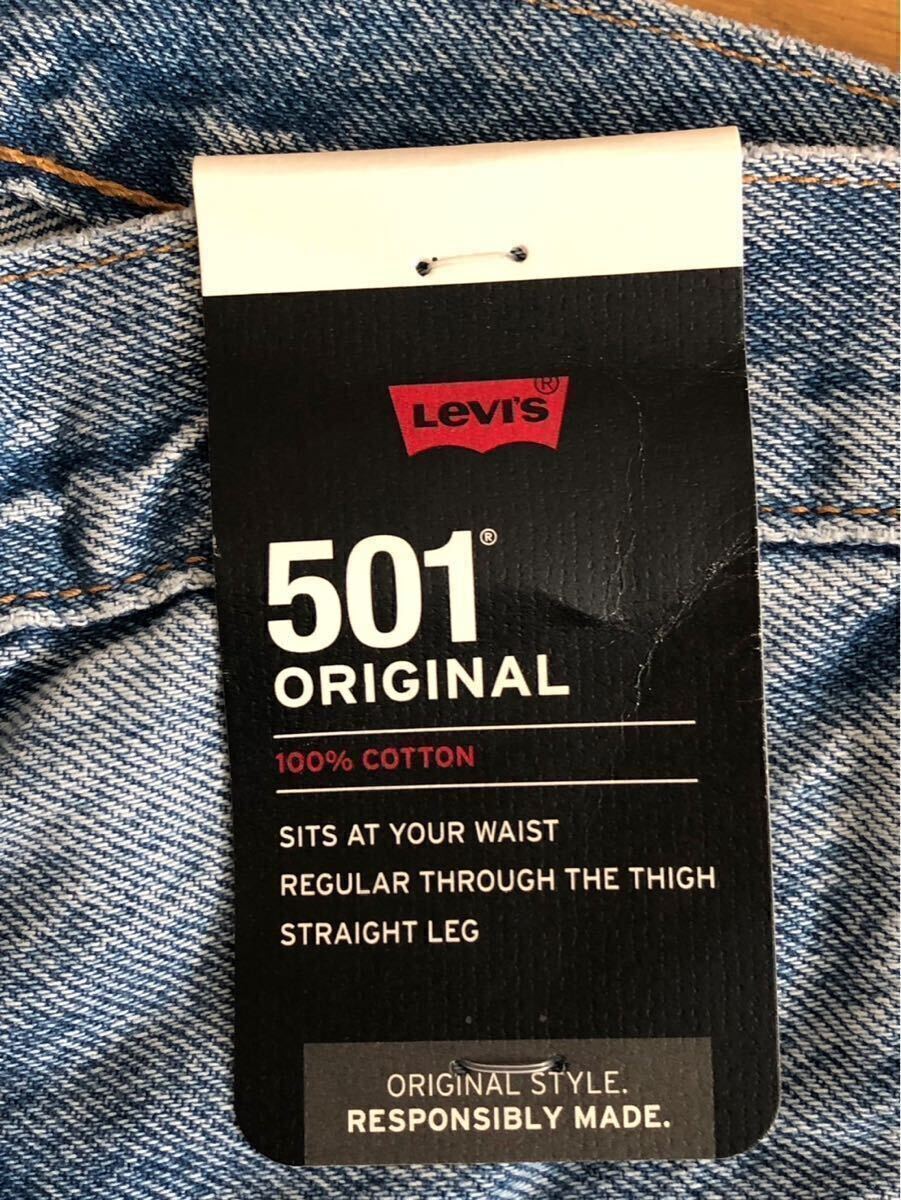 LEVI'S®
501®
ORIGINAL
100% COTTON
SITS AT YOUR WAIST
REGULAR THROUGH THE THIGH
STRAIGHT LEG
ORIGINAL STYLE.
RESPONSIBLY MADE.